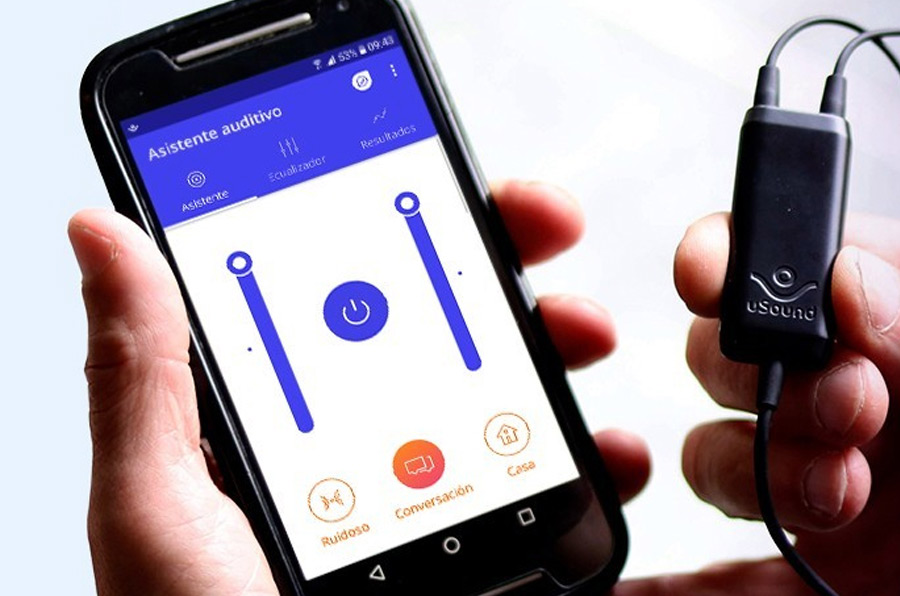 53% 09:43
Asistente auditivo
Asistente
Ecualizador
Resultados
Ruidoso
Conversación
Casa
uSound